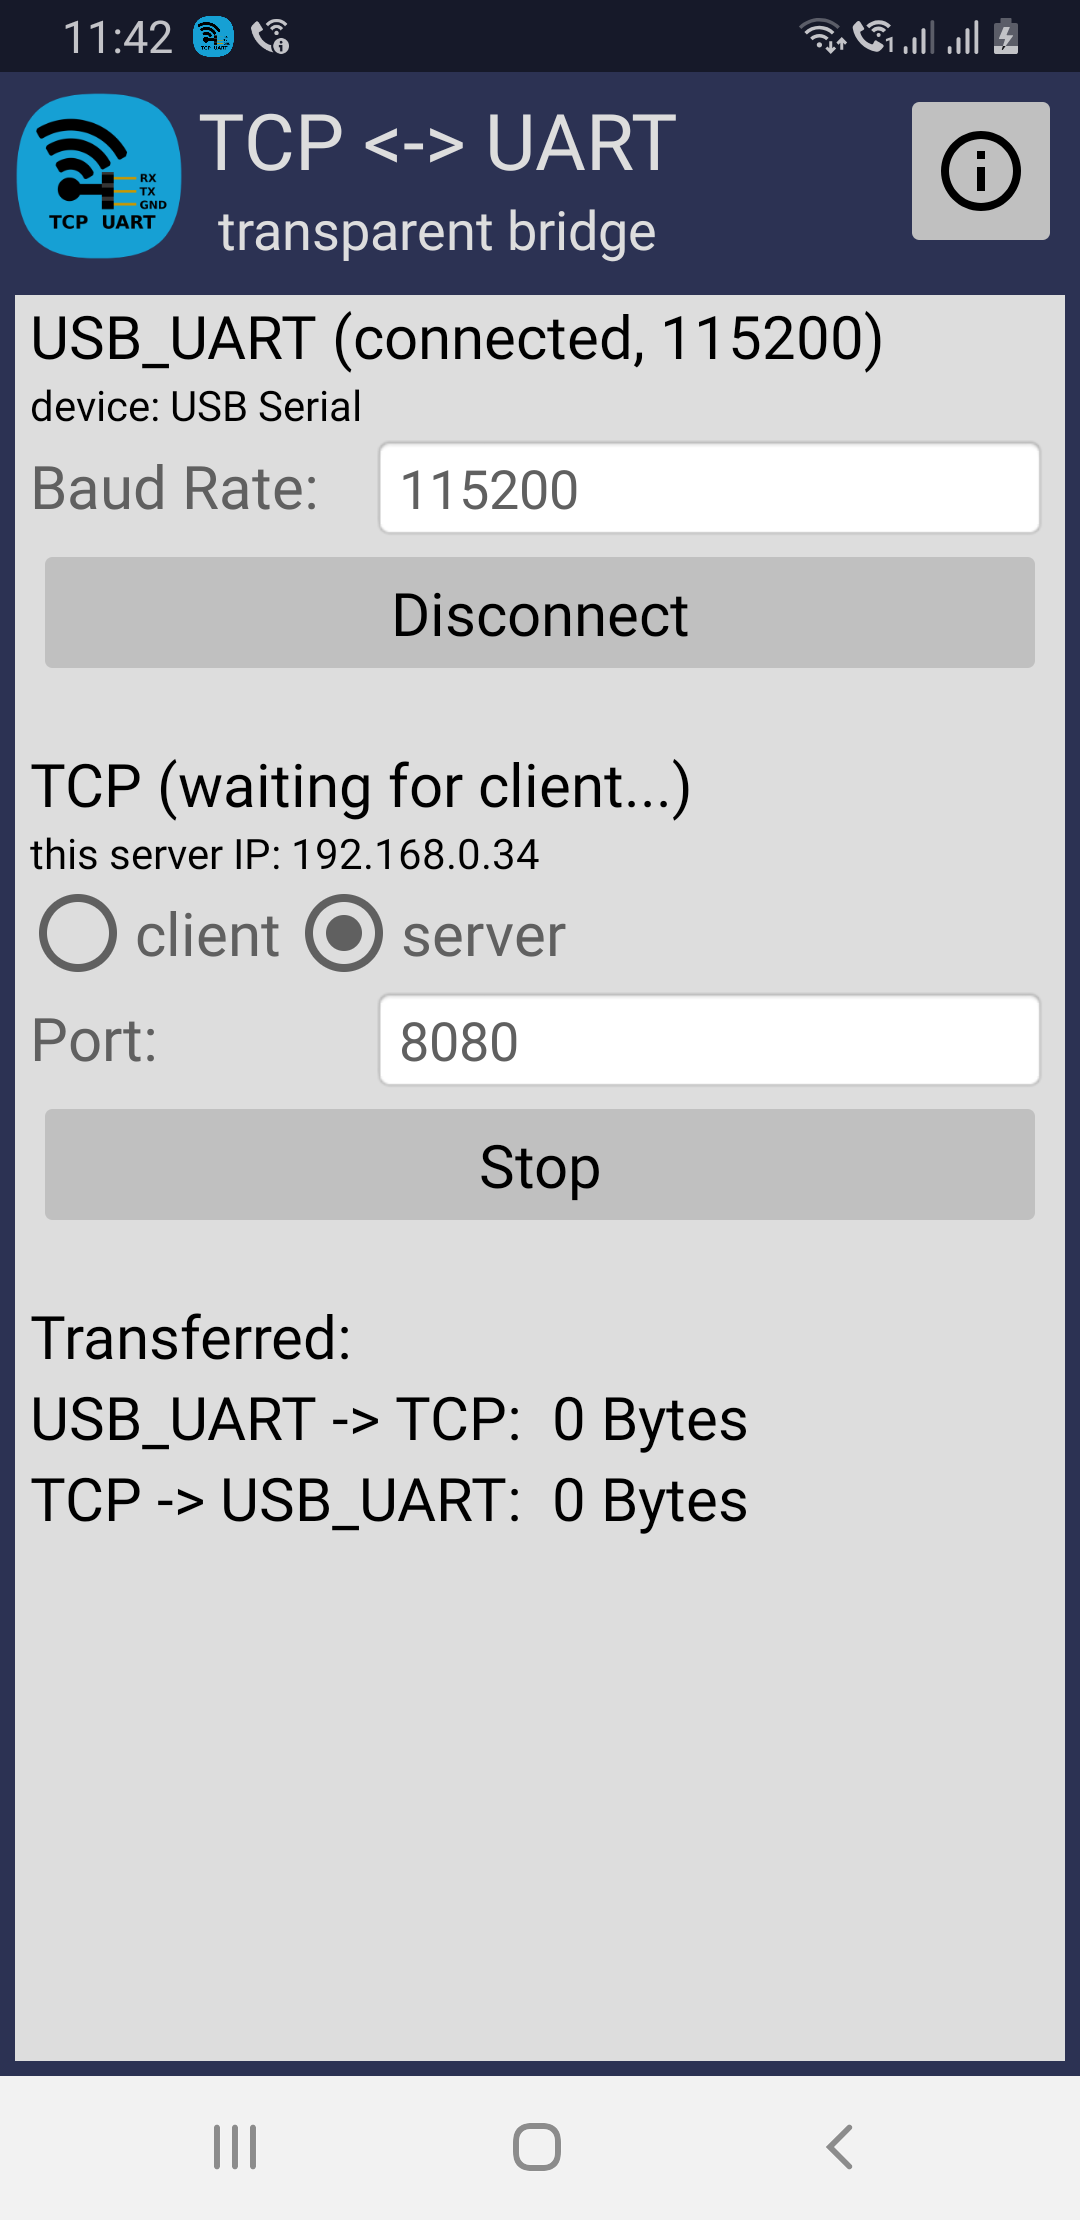 11:42
TCP <-> UART
transparent bridge
RX
TX
GND
TCP UART
USB_UART (connected, 115200)
device: USB Serial
Baud Rate: 115200
Disconnect
TCP (waiting for client...)
this server IP: 192.168.0.34
client server
Port: 8080
Stop
Transferred:
USB_UART -> TCP: 0 Bytes
TCP -> USB_UART: 0 Bytes